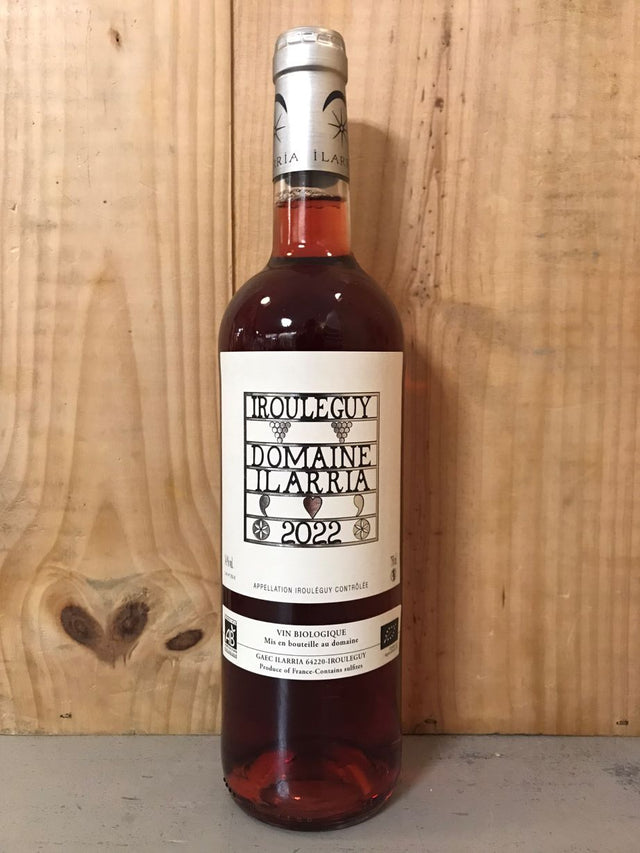 ILARRIA
IROULEGUY
DOMAINE
ILARRIA
2022
APPELLATION IROULÉGUY CONTRÔLÉE
VIN BIOLOGIQUE
Mis en bouteille au domaine
GAEC ILARRIA 64220-IROULEGUY
Produce of France-Contains sulfites
AB